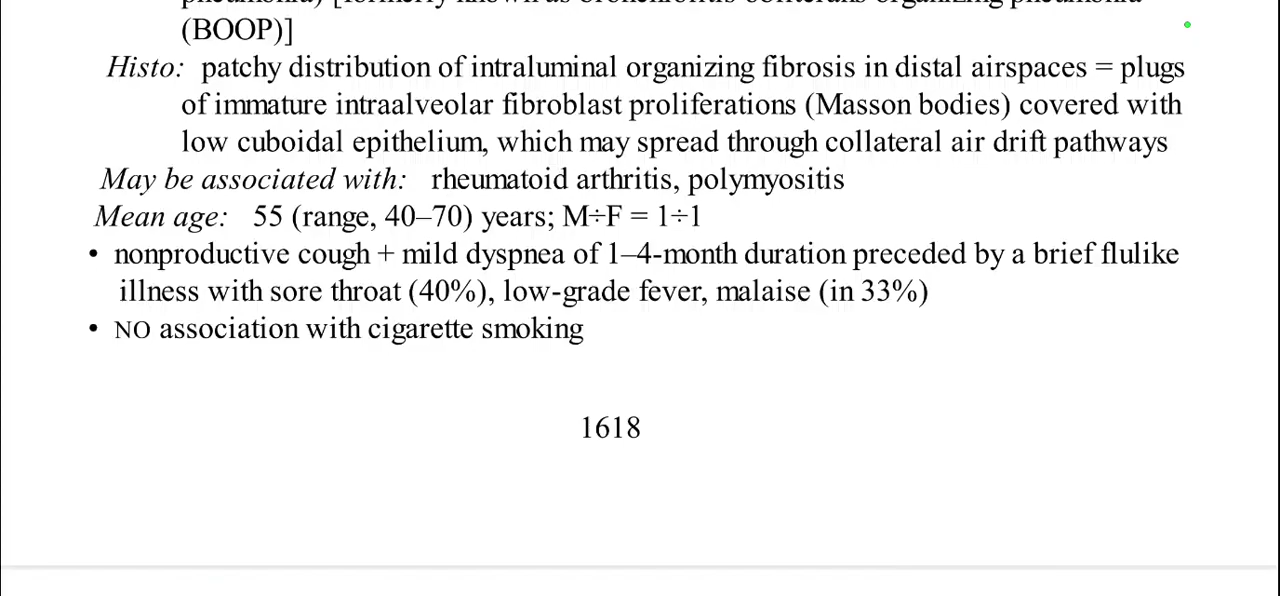 (BOOP)]
Histo: patchy distribution of intraluminal organizing fibrosis in distal airspaces = plugs
of immature intraalveolar fibroblast proliferations (Masson bodies) covered with
low cuboidal epithelium, which may spread through collateral air drift pathways
May be associated with: rheumatoid arthritis, polymyositis
Mean age: 55 (range, 40–70) years; M÷F = 1÷1
• nonproductive cough + mild dyspnea of 1–4-month duration preceded by a brief flulike
illness with sore throat (40%), low-grade fever, malaise (in 33%)
• NO association with cigarette smoking
1618